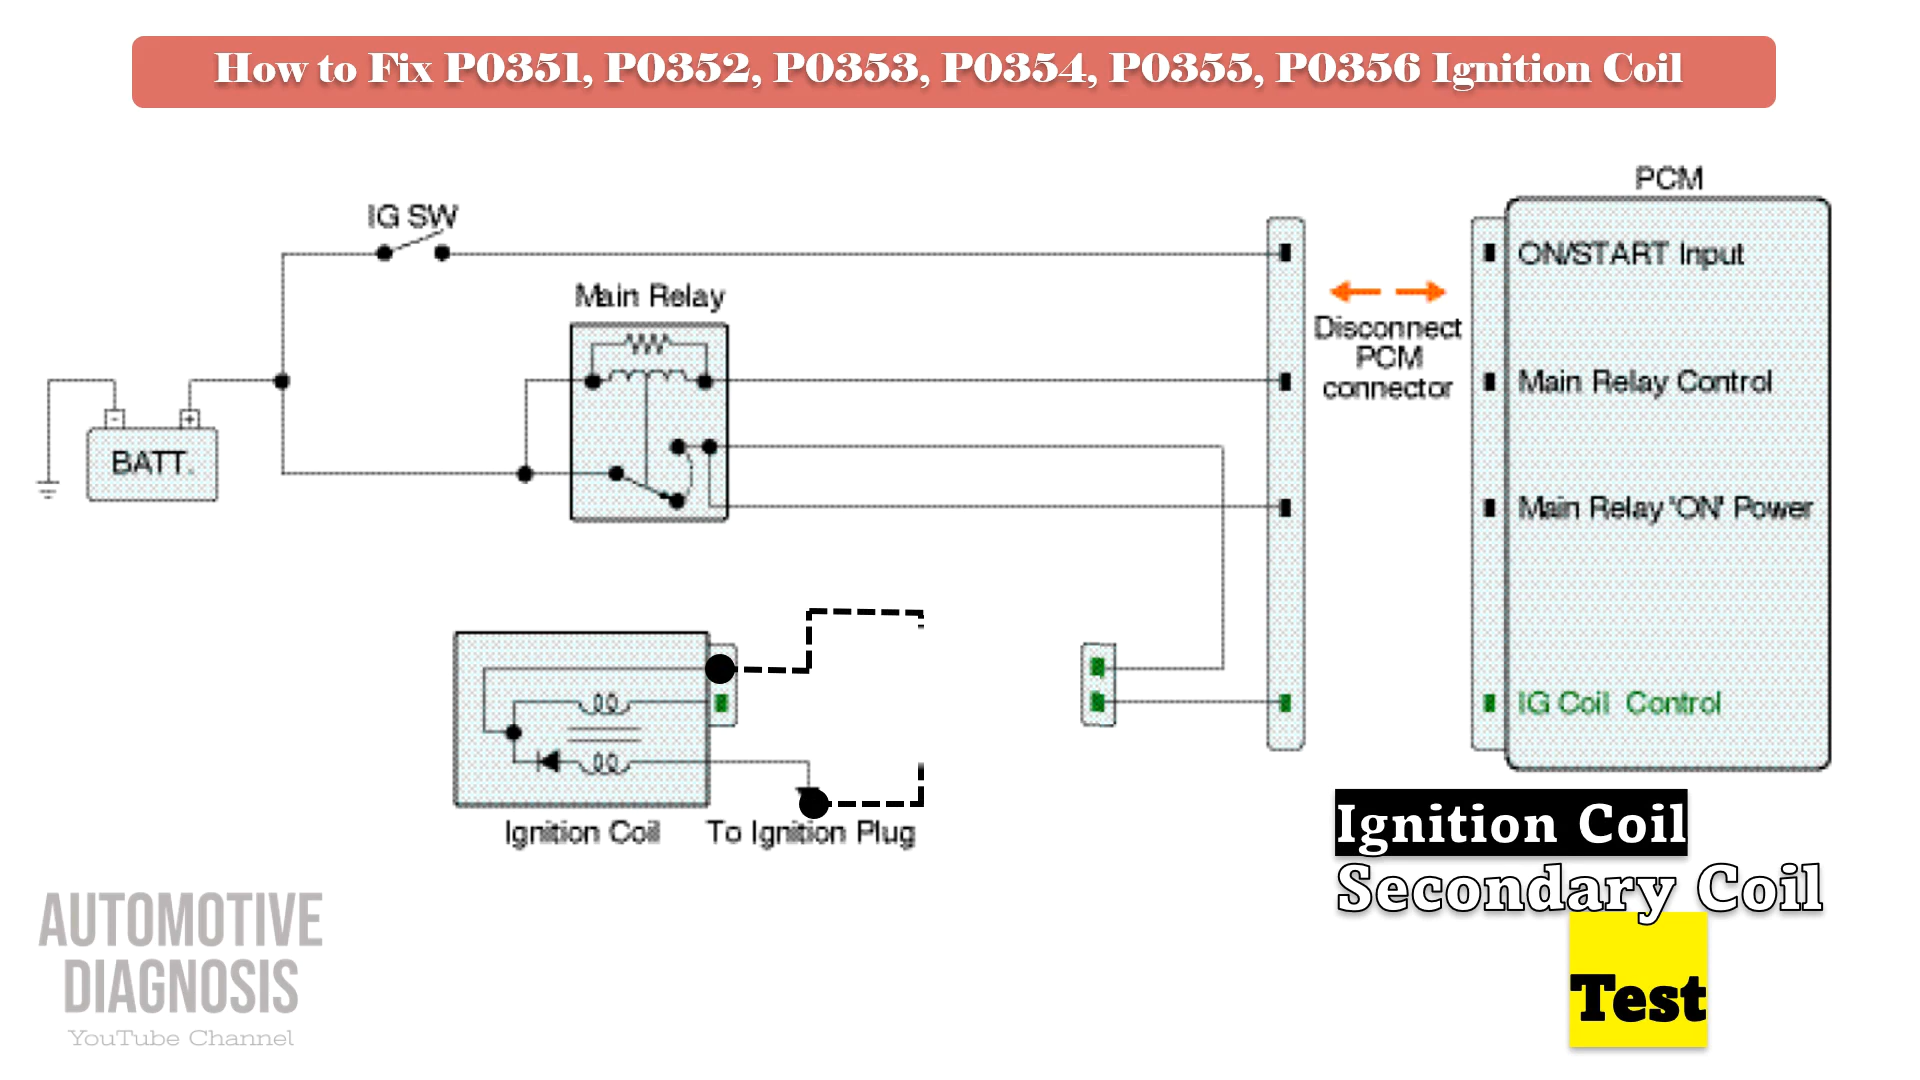 How to Fix P0351, P0352, P0353, P0354, P0355, P0356 Ignition Coil
PCM
IG SW
ON/START Input
Main Relay
Disconnect
PCM
connector
Main Relay Control
- +
BATT.
Main Relay 'ON' Power
IG Coil Control
Ignition Coil
To Ignition Plug
Ignition Coil
Secondary Coil
Test
AUTOMOTIVE
DIAGNOSIS
YouTube Channel